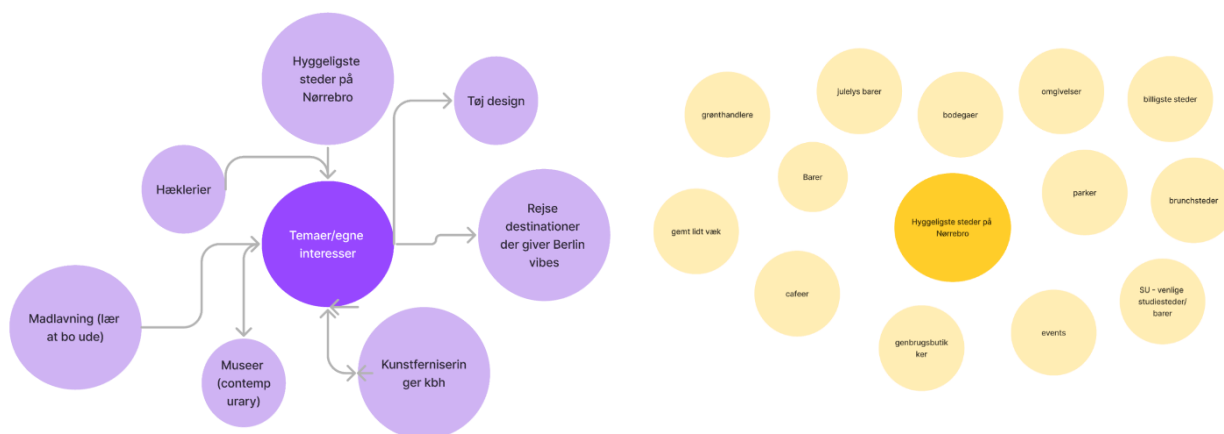 Hyggeligste
steder på
Nørrebro
Tøj design
Hæklerier
Temaer/egne
interesser
Rejse
destinationer
der giver Berlin
vibes
Madlavning (lær
at bo ude)
Museer
(contemp
urary)
Kunstferniserin
ger kbh
grønthandlere
julelys barer
bodegaer
omgivelser
billigste steder
Barer
parker
brunchsteder
Hyggeligste steder på
Nørrebro
gemt lidt væk
cafeer
SU - venlige
studiesteder/
barer
genbrugsbutik
ker
events